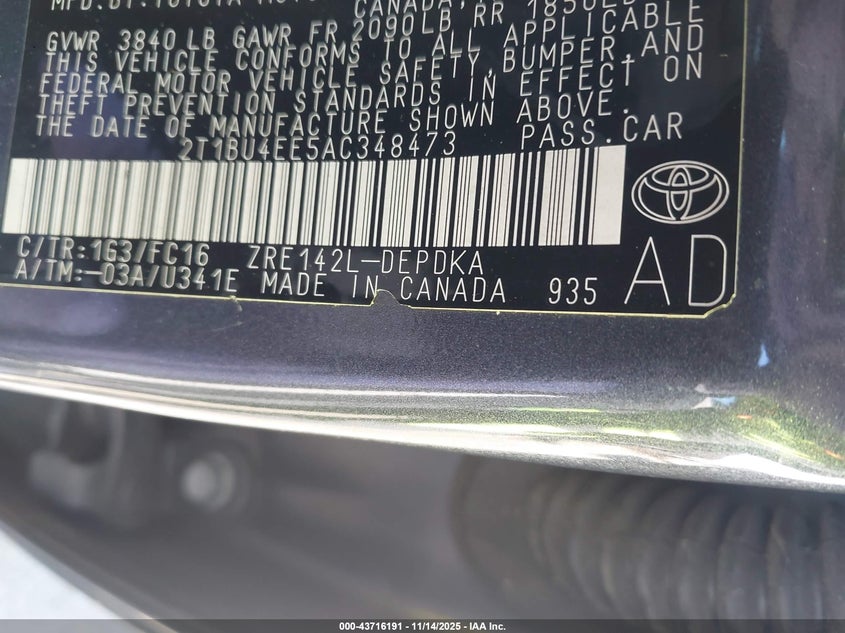 CANADA,
GVWR 3840 LB GAWR FR 2090LB, RR 1850LB
THIS VEHICLE CONFORMS TO ALL APPLICABLE
FEDERAL MOTOR VEHICLE SAFETY, BUMPER, AND
THEFT PREVENTION STANDARDS IN EFFECT ON
THE DATE OF MANUFACTURE SHOWN ABOVE.
2T1BU4EE5AC348473 PASS.CAR
C/TR:1G3/FC16 ZRE142L-DEPDKA
A/TM:-03A/U341E MADE IN CANADA 935 AD
000-43716191 - 11/14/2025 - IAA Inc.